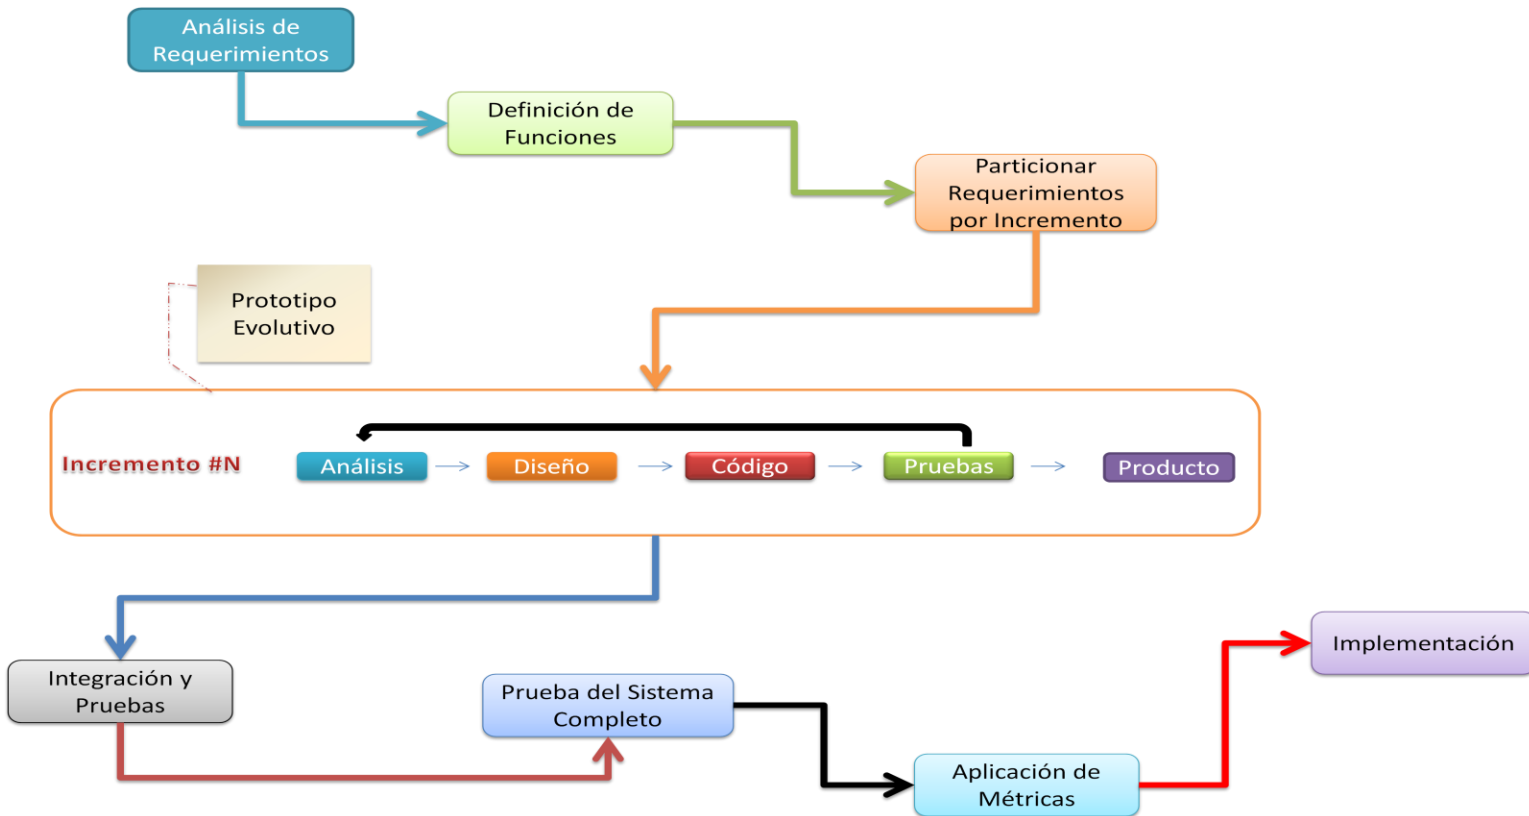 Análisis de
Requerimientos
Definición de
Funciones
Particionar
Requerimientos
por Incremento
Prototipo
Evolutivo
Incremento #N
Análisis
Diseño
Código
Pruebas
Producto
Integración y
Pruebas
Prueba del Sistema
Completo
Aplicación de
Métricas
Implementación